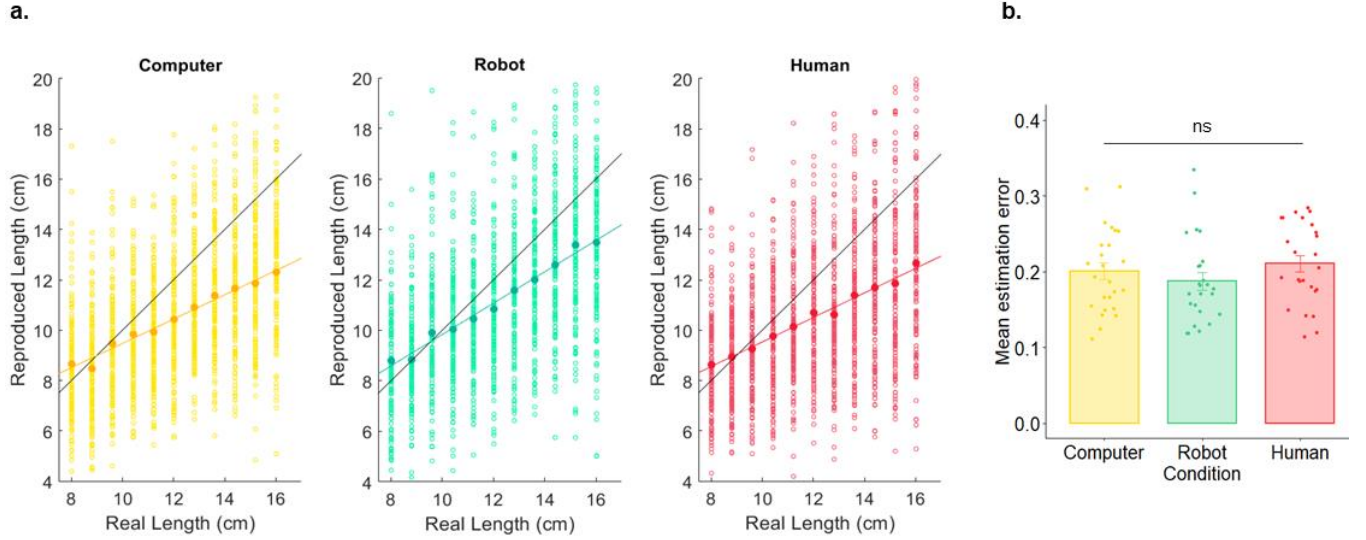 a.
Computer
Reproduced Length (cm)
20
18
16
14
12
10
8
6
4
8 10 12 14 16
Real Length (cm)
Robot
Reproduced Length (cm)
20
18
16
14
12
10
8
6
4
8 10 12 14 16
Real Length (cm)
Human
Reproduced Length (cm)
20
18
16
14
12
10
8
6
4
8 10 12 14 16
Real Length (cm)
b.
ns
Mean estimation error
0.4
0.3
0.2
0.1
0.0
Computer Robot Human
Condition